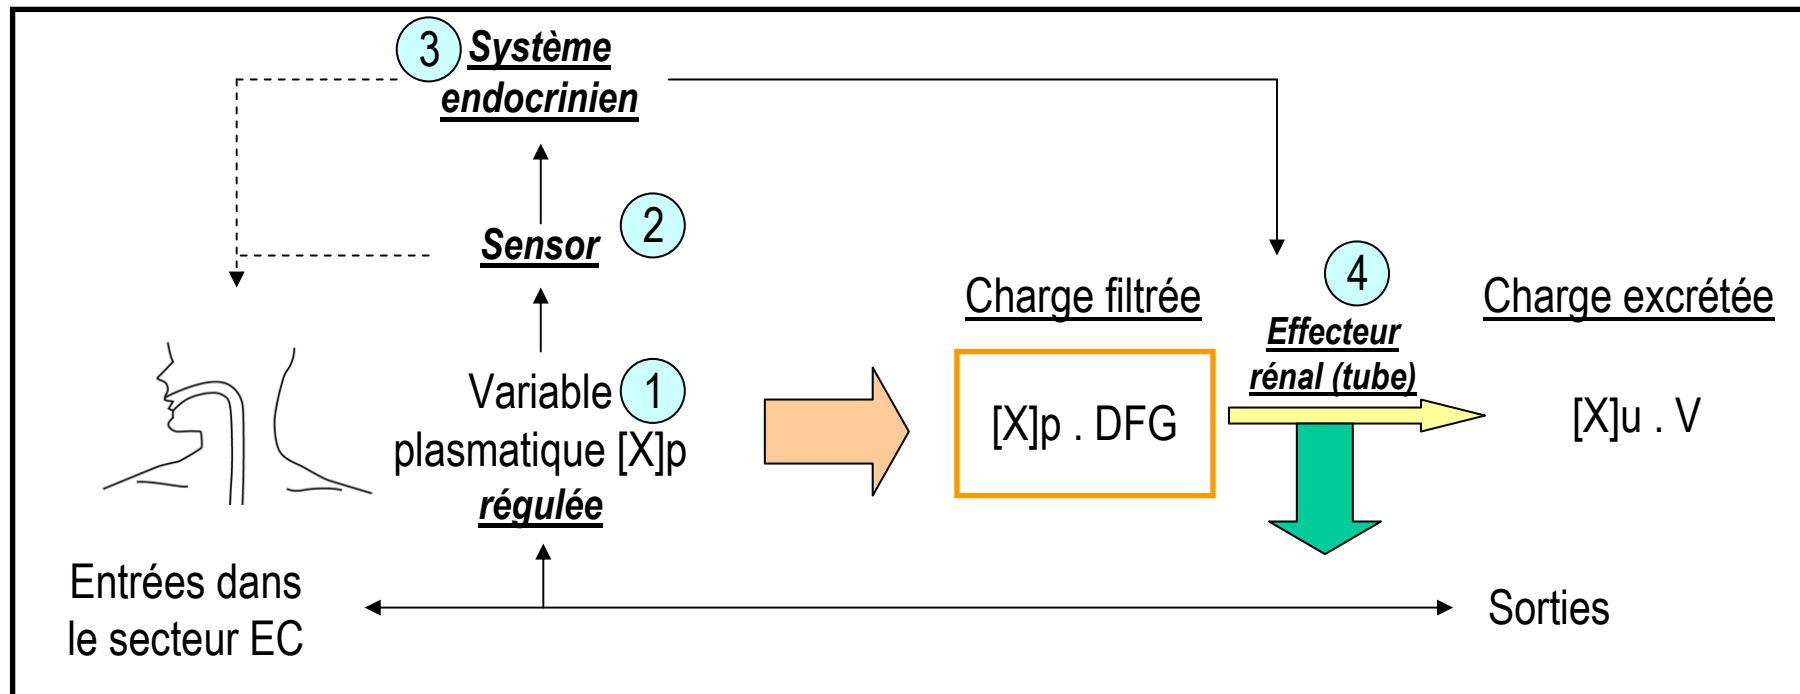 3
Système
endocrinien
Sensor
2
Variable
1
plasmatique [X]p
régulée
Charge filtrée
[X]p . DFG
4
Effecteur
rénal (tube)
Charge excrétée
[X]u . V
Entrées dans
le secteur EC
Sorties